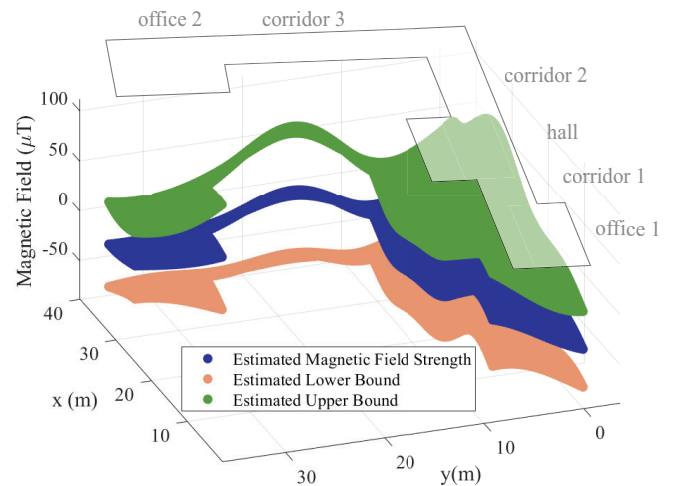 office 2
corridor 3
corridor 2
hall
corridor 1
office 1
Magnetic Field (μT)
100
50
0
-50
40
30
20
10
x (m)
30
20
10
0
y(m)
Estimated Magnetic Field Strength
Estimated Lower Bound
Estimated Upper Bound